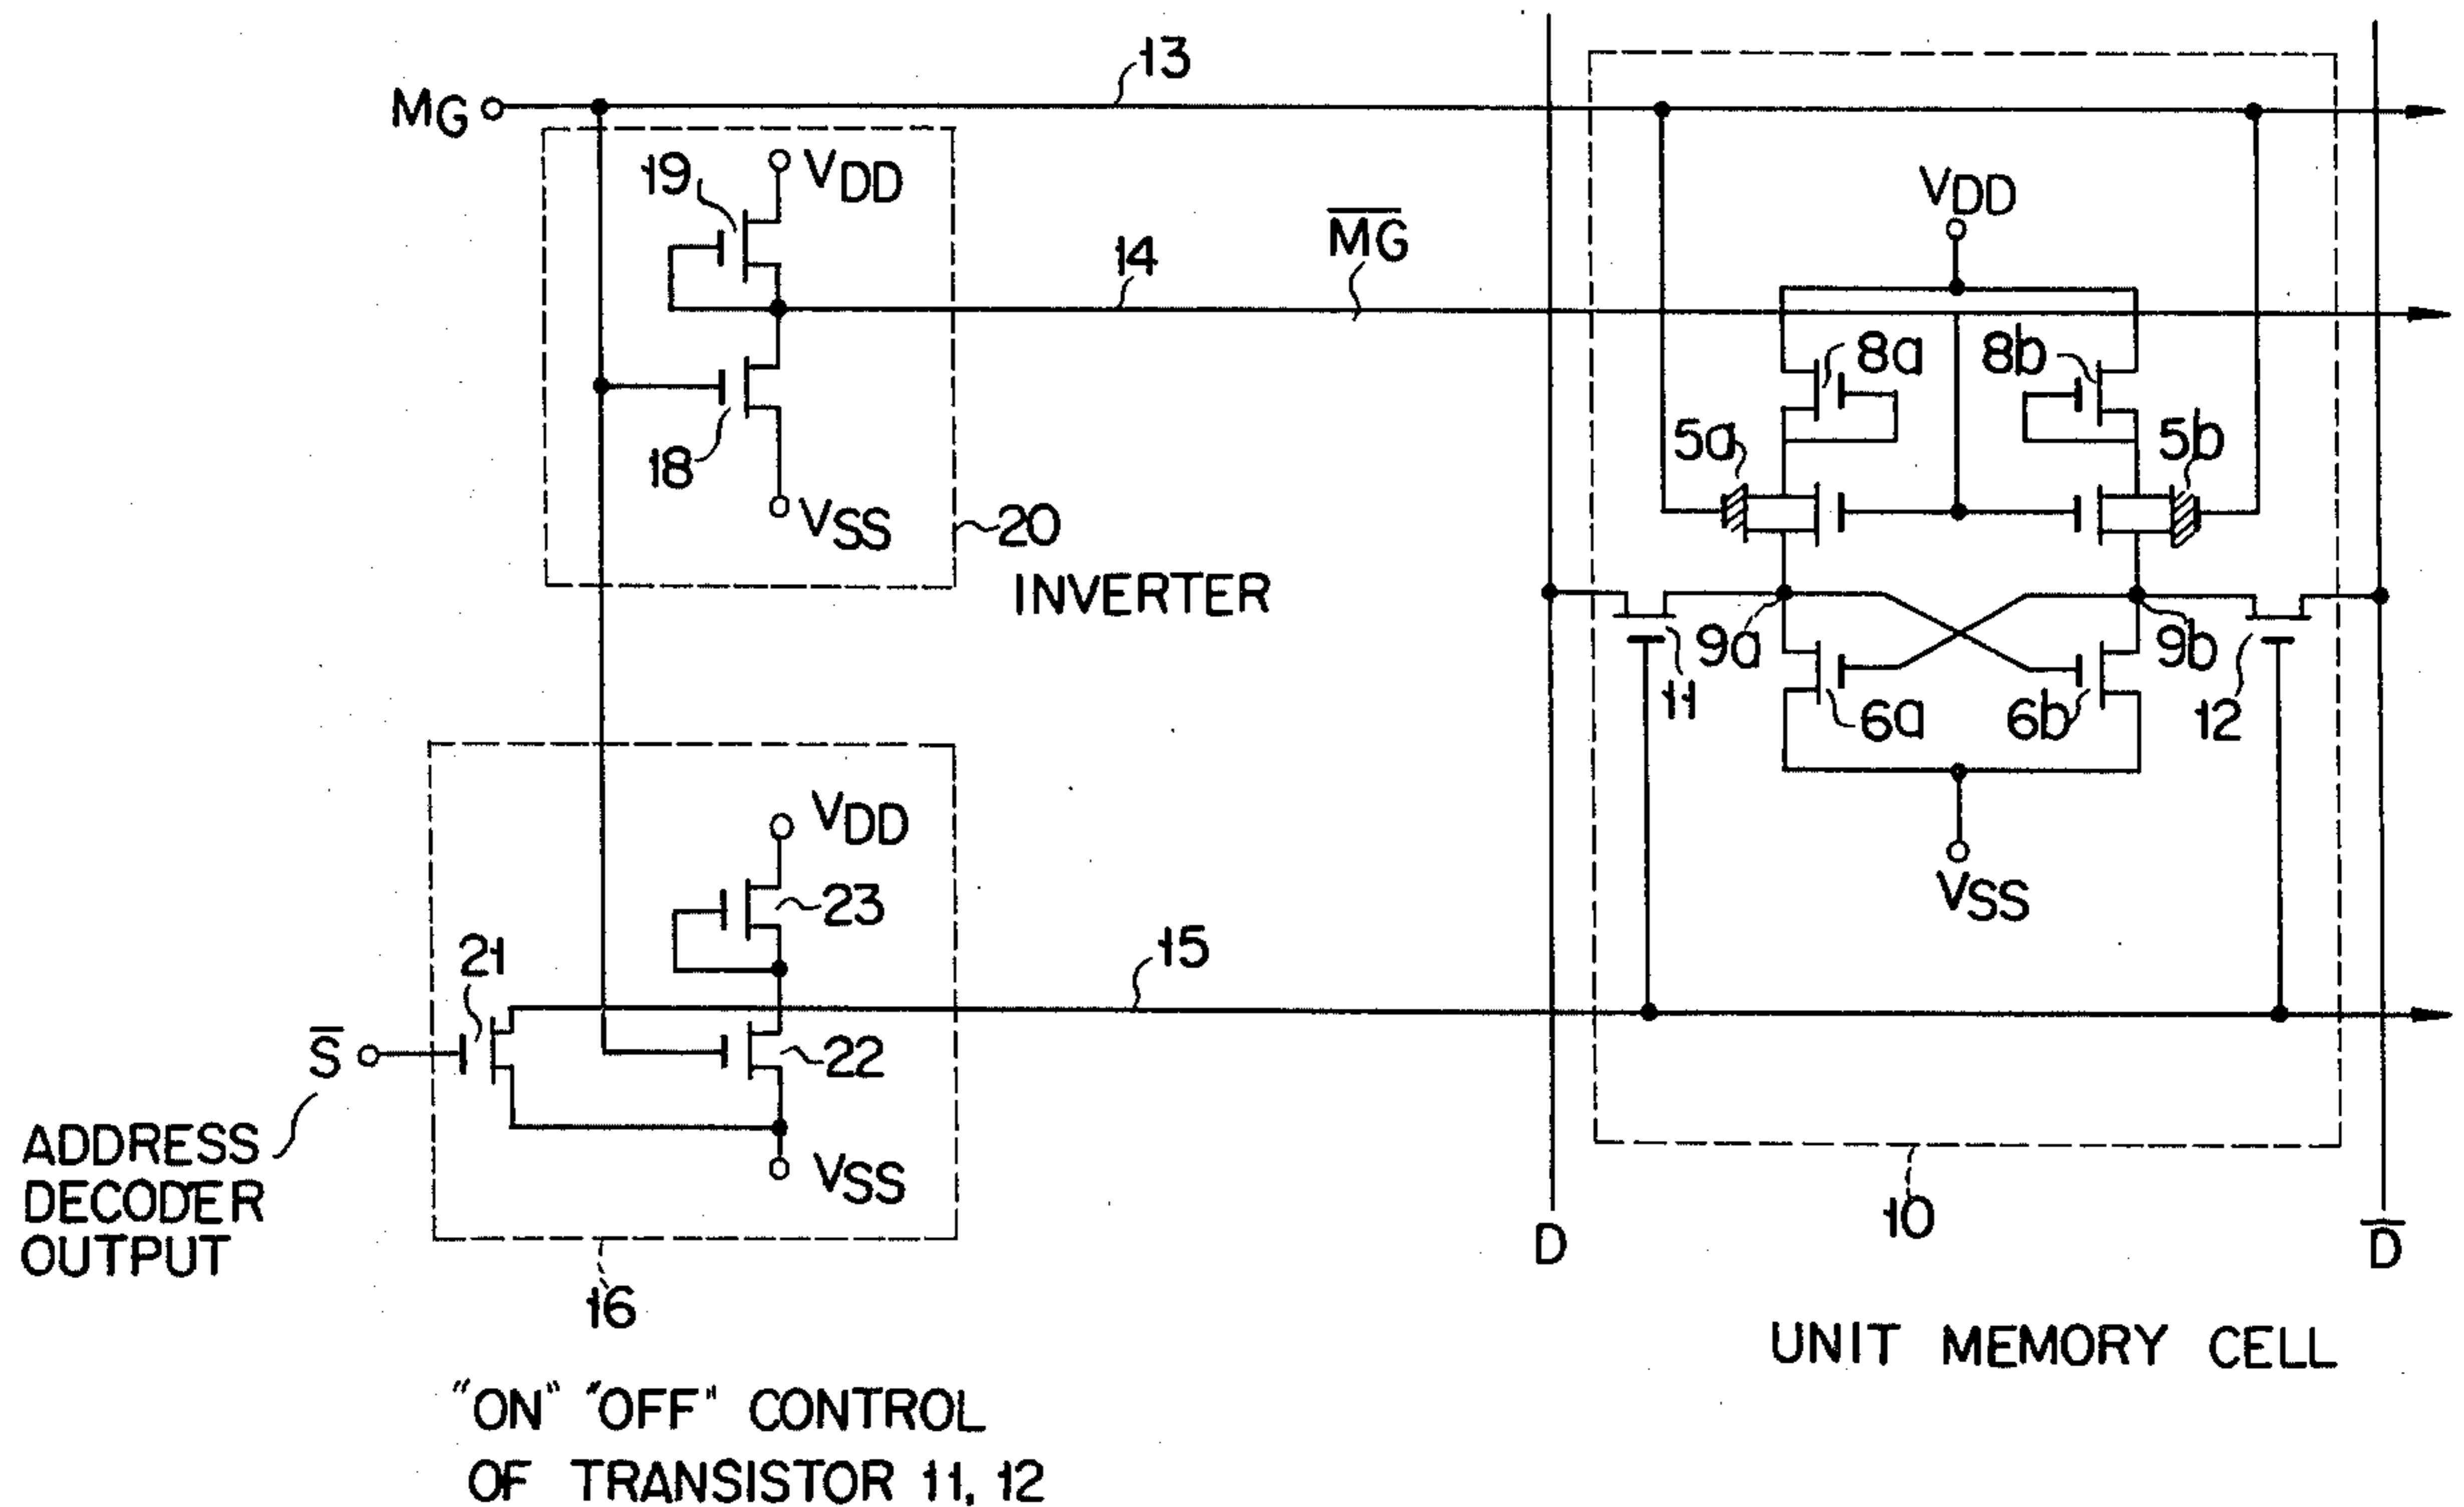 13
MG
19
VDD
VDD
14
M̅G̅
8a
8b
5a
5b
18
VSS
20
INVERTER
9a
9b
11
6a
6b
12
VDD
23
VSS
21
15
S̅
22
ADDRESS
DECODER
OUTPUT
VSS
10
D
D̅
16
UNIT MEMORY CELL
"ON" "OFF" CONTROL
OF TRANSISTOR 11, 12